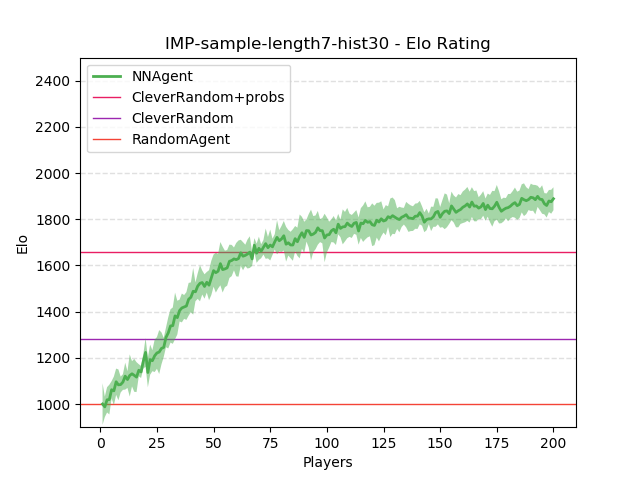 IMP-sample-length7-hist30 - Elo Rating
NNAgent
CleverRandom+probs
CleverRandom
RandomAgent
Elo
2400
2200
2000
1800
1600
1400
1200
1000
0 25 50 75 100 125 150 175 200
Players